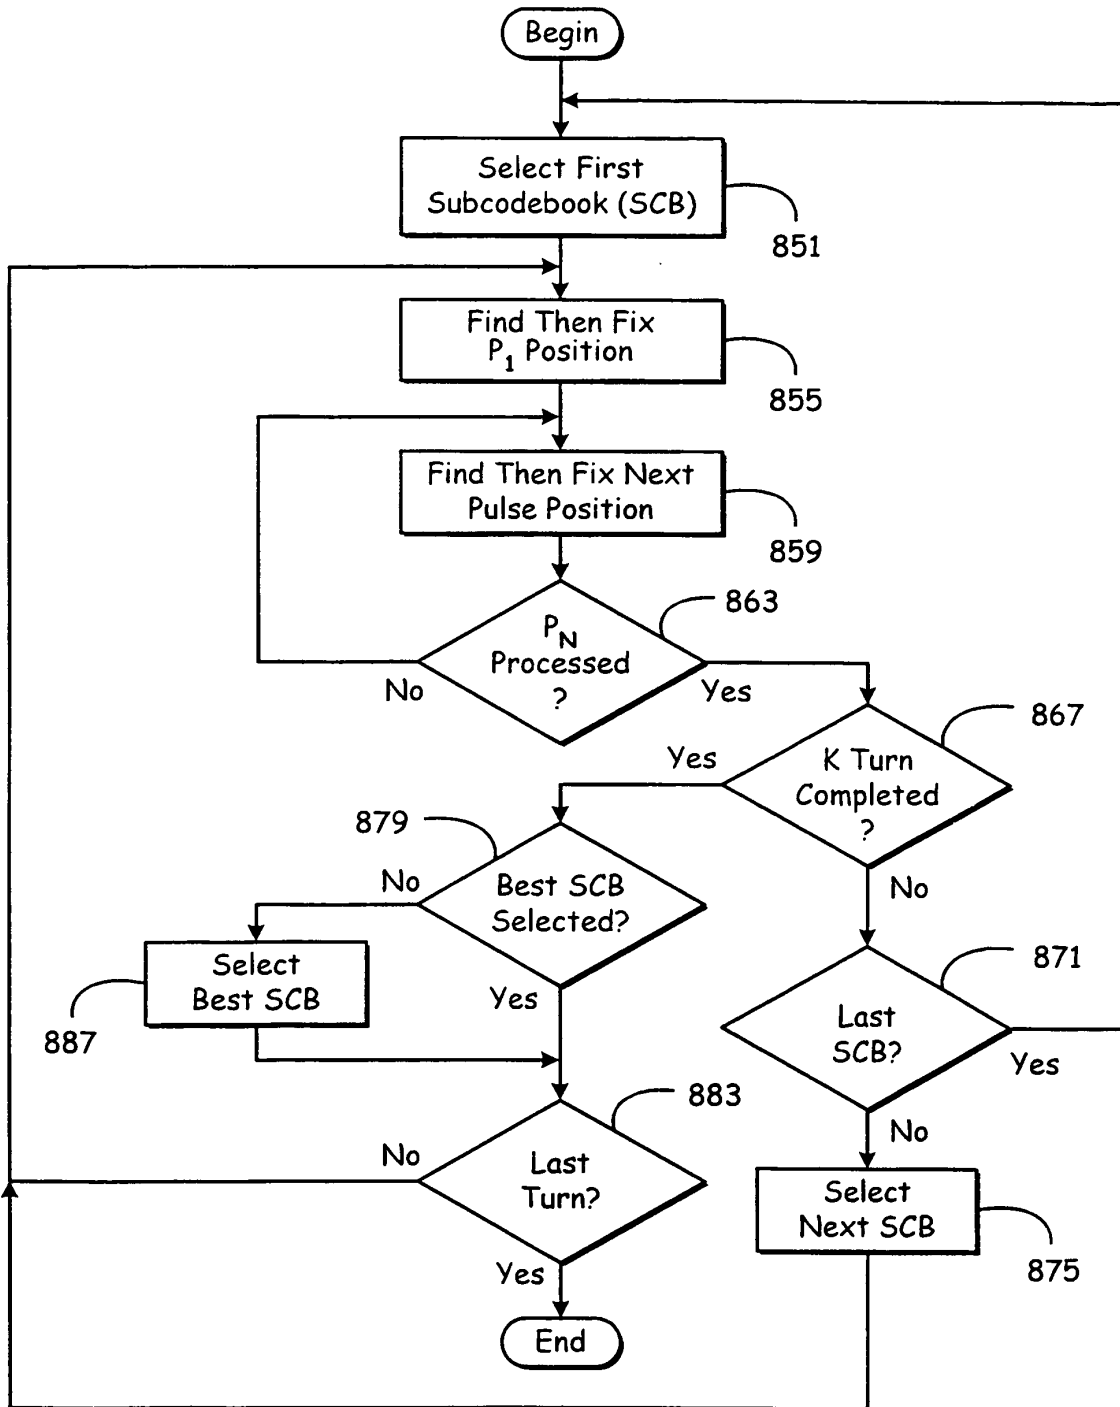 Begin
Select First
Subcodebook (SCB)
851
Find Then Fix
P1 Position
855
Find Then Fix Next
Pulse Position
859
863
PN
Processed
?
No
Yes
867
Yes
K Turn
Completed
?
879
No
No
Best SCB
Selected?
871
Select
Best SCB
Yes
Last
SCB?
887
Yes
883
No
No
Last
Turn?
Select
Next SCB
Yes
875
End